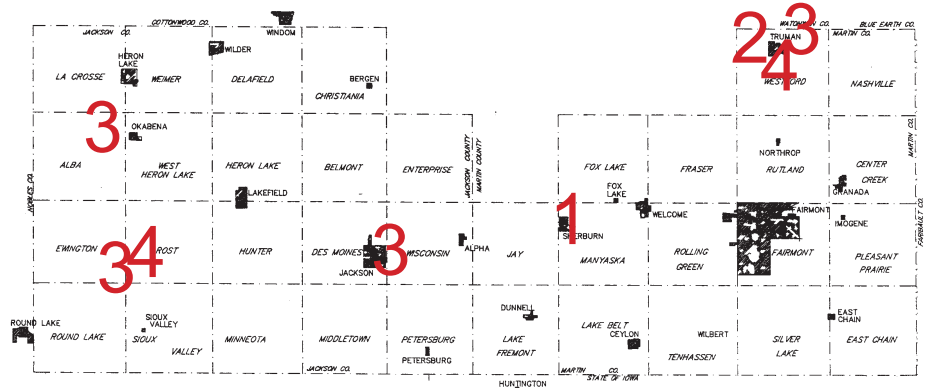 COTTONWOOD CO.
JACKSON CO.
WINDOM
WATONWAN CO.
BLUE EARTH CO.
MARTIN CO.
2
3
TRUMAN
4
WILDER
HERON
LAKE
LA CROSSE
WEIMER
DELAFIELD
BERGEN
CHRISTIANIA
WESTFORD
NASHVILLE
3
OKABENA
JACKSON COUNTY
MARTIN COUNTY
MARTIN CO.
NORTHROP
ALBA
WEST
HERON LAKE
HERON LAKE
BELMONT
ENTERPRISE
FOX LAKE
FRASER
RUTLAND
CENTER
CREEK
FOX
LAKE
GRANADA
LAKEFIELD
NOBLES CO.
WELCOME
FAIRMONT
IMOGENE
FARIBAULT CO.
1
SHERBURN
3
4
3
EWINGTON
ROST
HUNTER
DES MOINES
WISCONSIN
ALPHA
JAY
MANYASKA
ROLLING
GREEN
FAIRMONT
PLEASANT
PRAIRIE
JACKSON
ROUND LAKE
SIOUX
VALLEY
DUNNELL
EAST
CHAIN
LAKE BELT
CEYLON
WILBERT
ROUND LAKE
SIOUX
VALLEY
MINNEOTA
MIDDLETOWN
PETERSBURG
PETERSBURG
LAKE
FREMONT
TENHASSEN
SILVER
LAKE
EAST CHAIN
JACKSON CO.
MARTIN CO.
STATE OF IOWA
HUNTINGTON